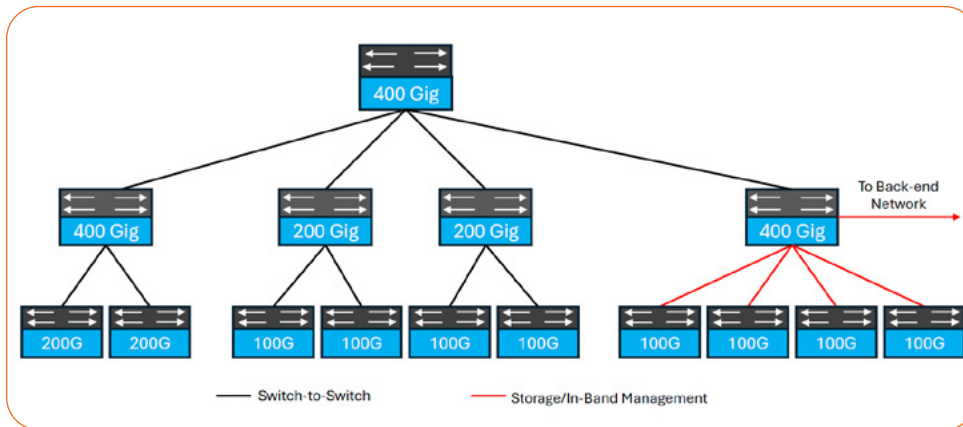 400 Gig
To Back-end
Network
400 Gig
200 Gig
200 Gig
400 Gig
200G
200G
100G
100G
100G
100G
100G
100G
100G
100G
Switch-to-Switch
Storage/In-Band Management